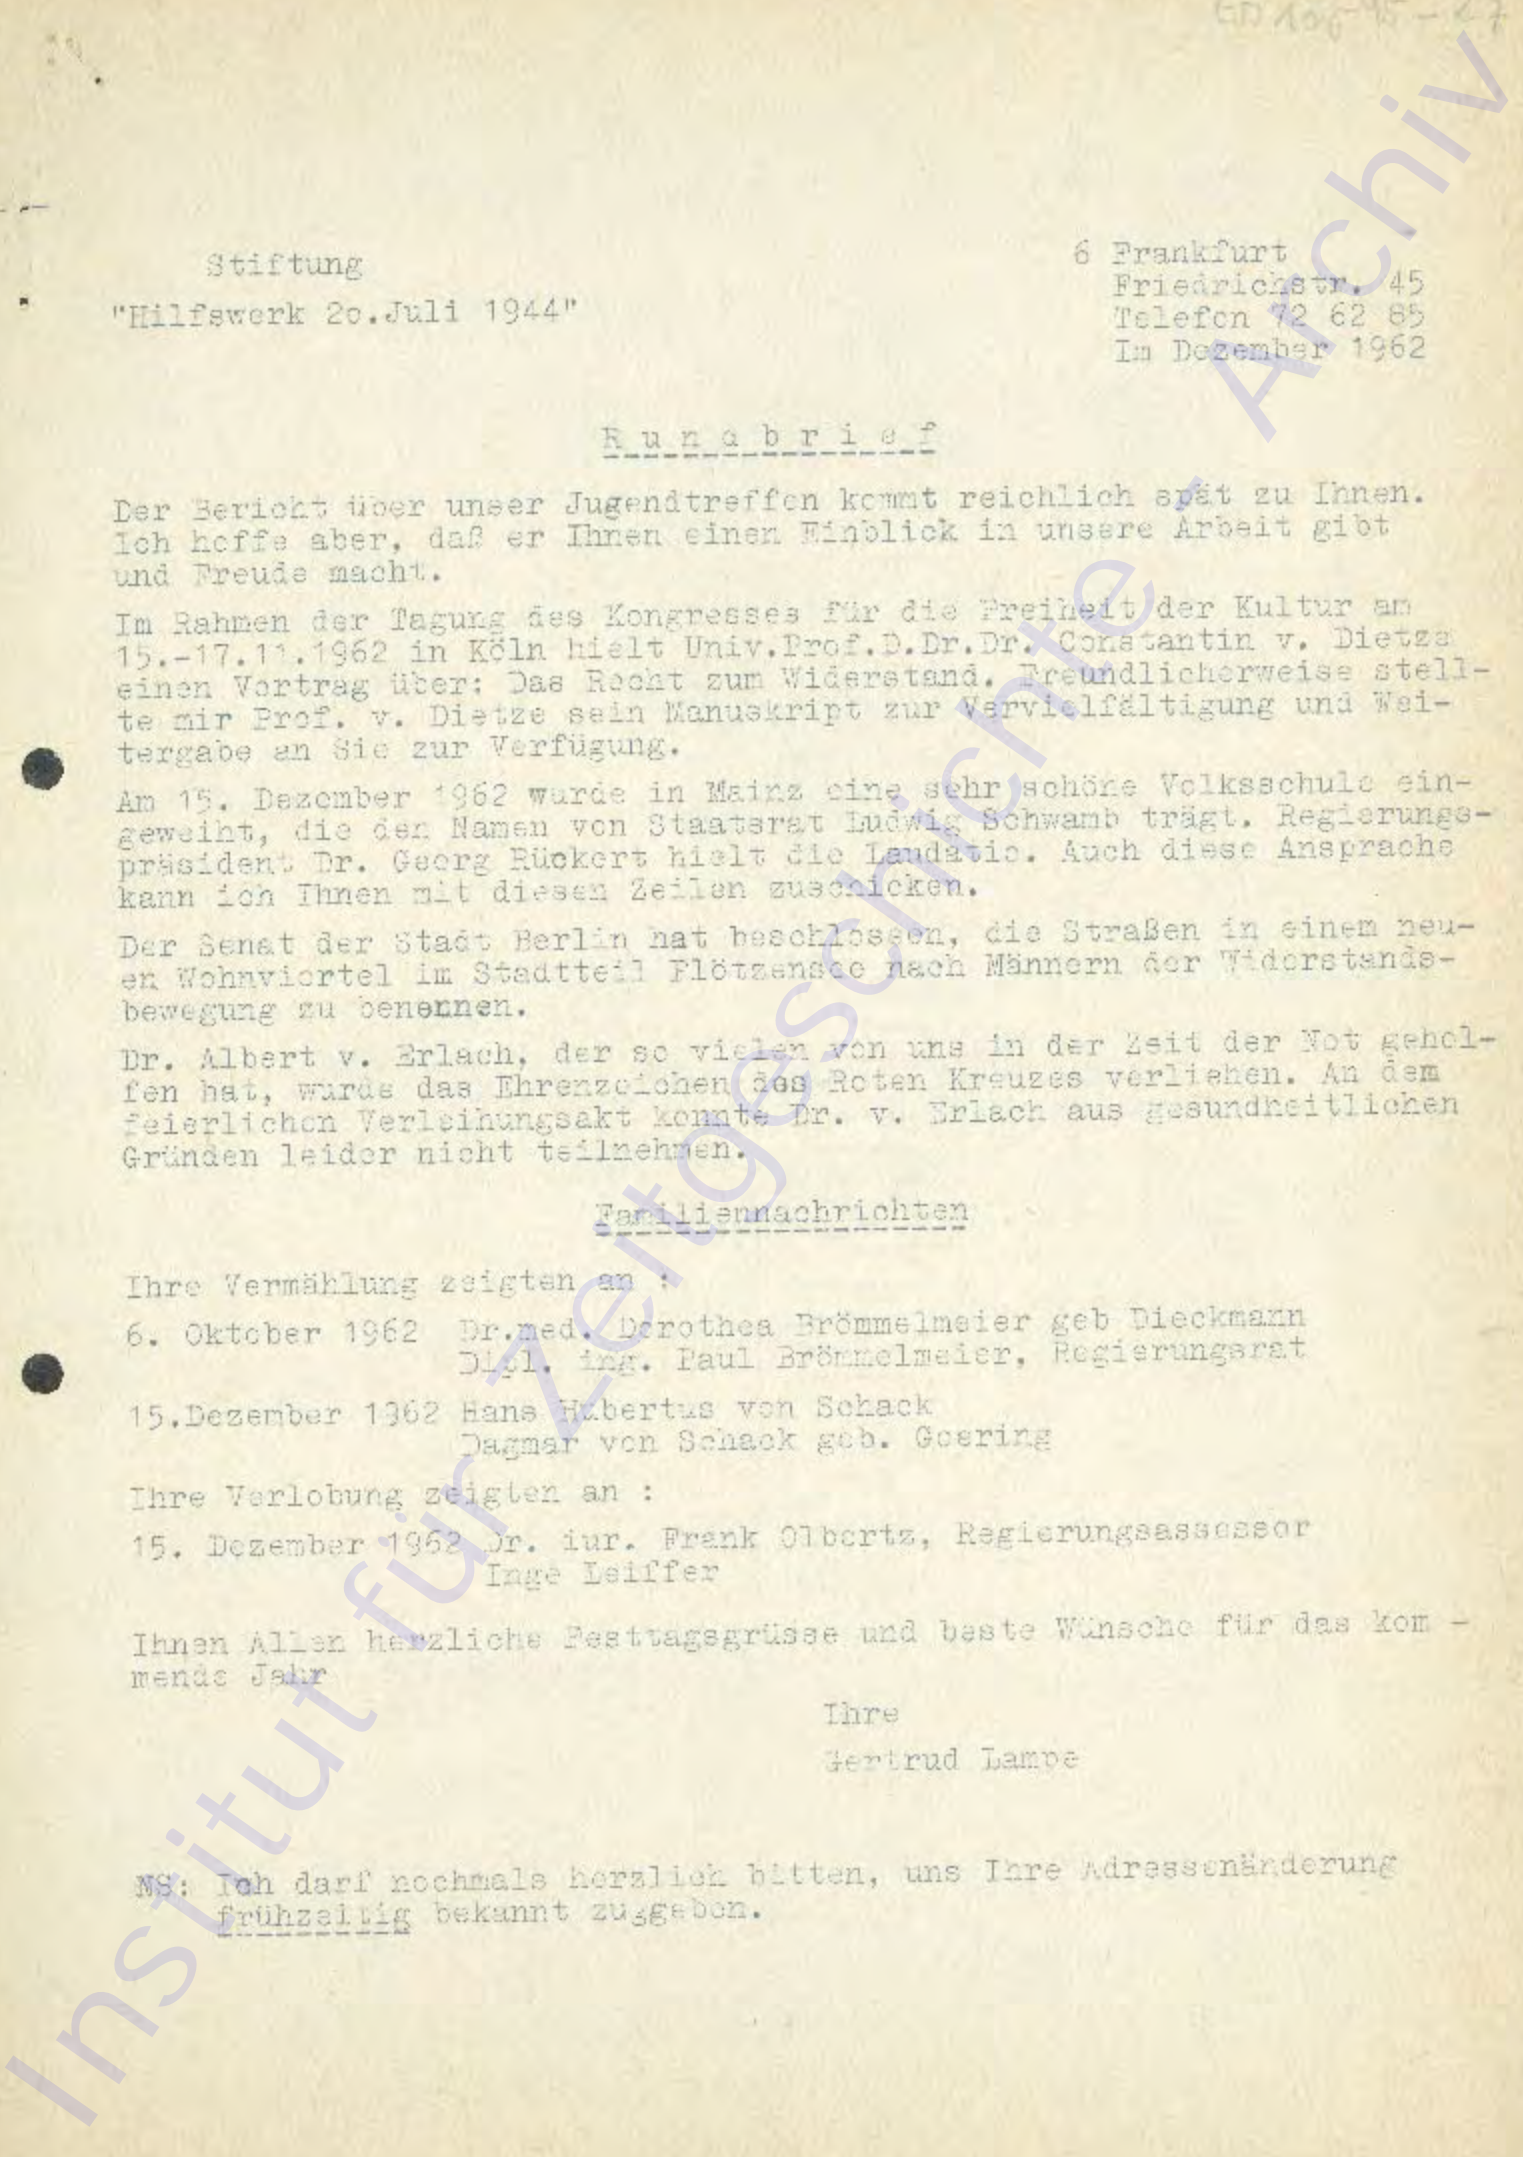 Stiftung
"Hilfswerk 2o.Juli 1944"
6 Frankfurt
Friedrichstr. 45
Telefon 72 62 85
Im Dezember 1962
R u n d b r i e f
Der Bericht über unser Jugendtreffen kommt reichlich spät zu Ihnen.
Ich hoffe aber, daß er Ihnen einen Einblick in unsere Arbeit gibt
und Freude macht.
Im Rahmen der Tagung des Kongresses für die Freiheit der Kultur am
15.-17.11.1962 in Köln hielt Univ.Prof.D.Dr.Dr. Constantin v. Dietze
einen Vortrag über: Das Recht zum Widerstand. Freundlicherweise stell-
te mir Prof. v. Dietze sein Manuskript zur Vervielfältigung und Wei-
tergabe an Sie zur Verfügung.
Am 15. Dezember 1962 wurde in Mainz eine sehr schöne Volksschule ein-
geweiht, die den Namen von Staatsrat Ludwig Schwamb trägt. Regierungs-
präsident Dr. Georg Rückert hielt die Laudatio. Auch diese Ansprache
kann ich Ihnen mit diesen Zeilen zuschicken.
Der Senat der Stadt Berlin hat beschlossen, die Straßen in einem neu-
en Wohnviertel im Stadtteil Plötzensee nach Männern der Widerstands-
bewegung zu benennen.
Dr. Albert v. Erlach, der so vielen von uns in der Zeit der Not gehol-
fen hat, wurde das Ehrenzeichen des Roten Kreuzes verliehen. An dem
feierlichen Verleihungsakt konnte Dr. v. Erlach aus gesundheitlichen
Gründen leider nicht teilnehmen.
Familiennachrichten
Ihre Vermählung zeigten an :
6. Oktober 1962 Dr.med. Dorothea Brömmelmeier geb Dieckmann
Dipl. ing. Paul Brömmelmeier, Regierungsrat
15.Dezember 1962 Hans Hubertus von Schack
Dagmar von Schack geb. Goering
Ihre Verlobung zeigten an :
15. Dezember 1962 Dr. iur. Frank Olbertz, Regierungsassessor
Inge Leiffer
Ihnen Allen herzliche Festtagsgrüsse und beste Wünsche für das kom -
mende Jahr
Ihre
Gertrud Lampe
NS: Ich darf nochmals herzlich bitten, uns Ihre Adressenänderung
frühzeitig bekannt zuggeben.
Institut für Zeitgeschichte - Archiv